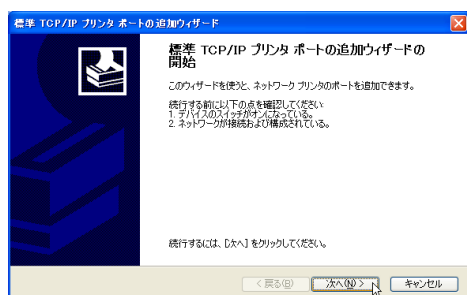 標準 TCP/IP プリンタ ポートの追加ウィザード
標準 TCP/IP プリンタ ポートの追加ウィザードの
開始
このウィザードを使うと、ネットワーク プリンタのポートを追加できます。
続行する前に以下の点を確認してください:
1. デバイスのスイッチがオンになっている。
2. ネットワークが接続および構成されている。
続行するには、[次へ] をクリックしてください。
< 戻る(B)
次へ(N) >
キャンセル